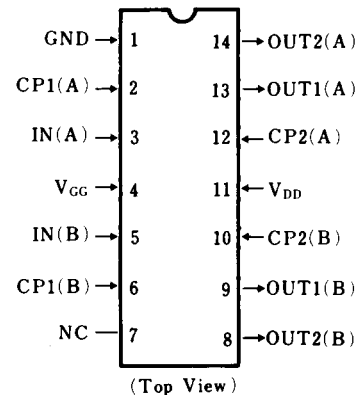 GND 1 14 OUT2(A)
CP1(A) 2 13 OUT1(A)
IN(A) 3 12 CP2(A)
VGG 4 11 VDD
IN(B) 5 10 CP2(B)
CP1(B) 6 9 OUT1(B)
NC 7 8 OUT2(B)
(Top View)